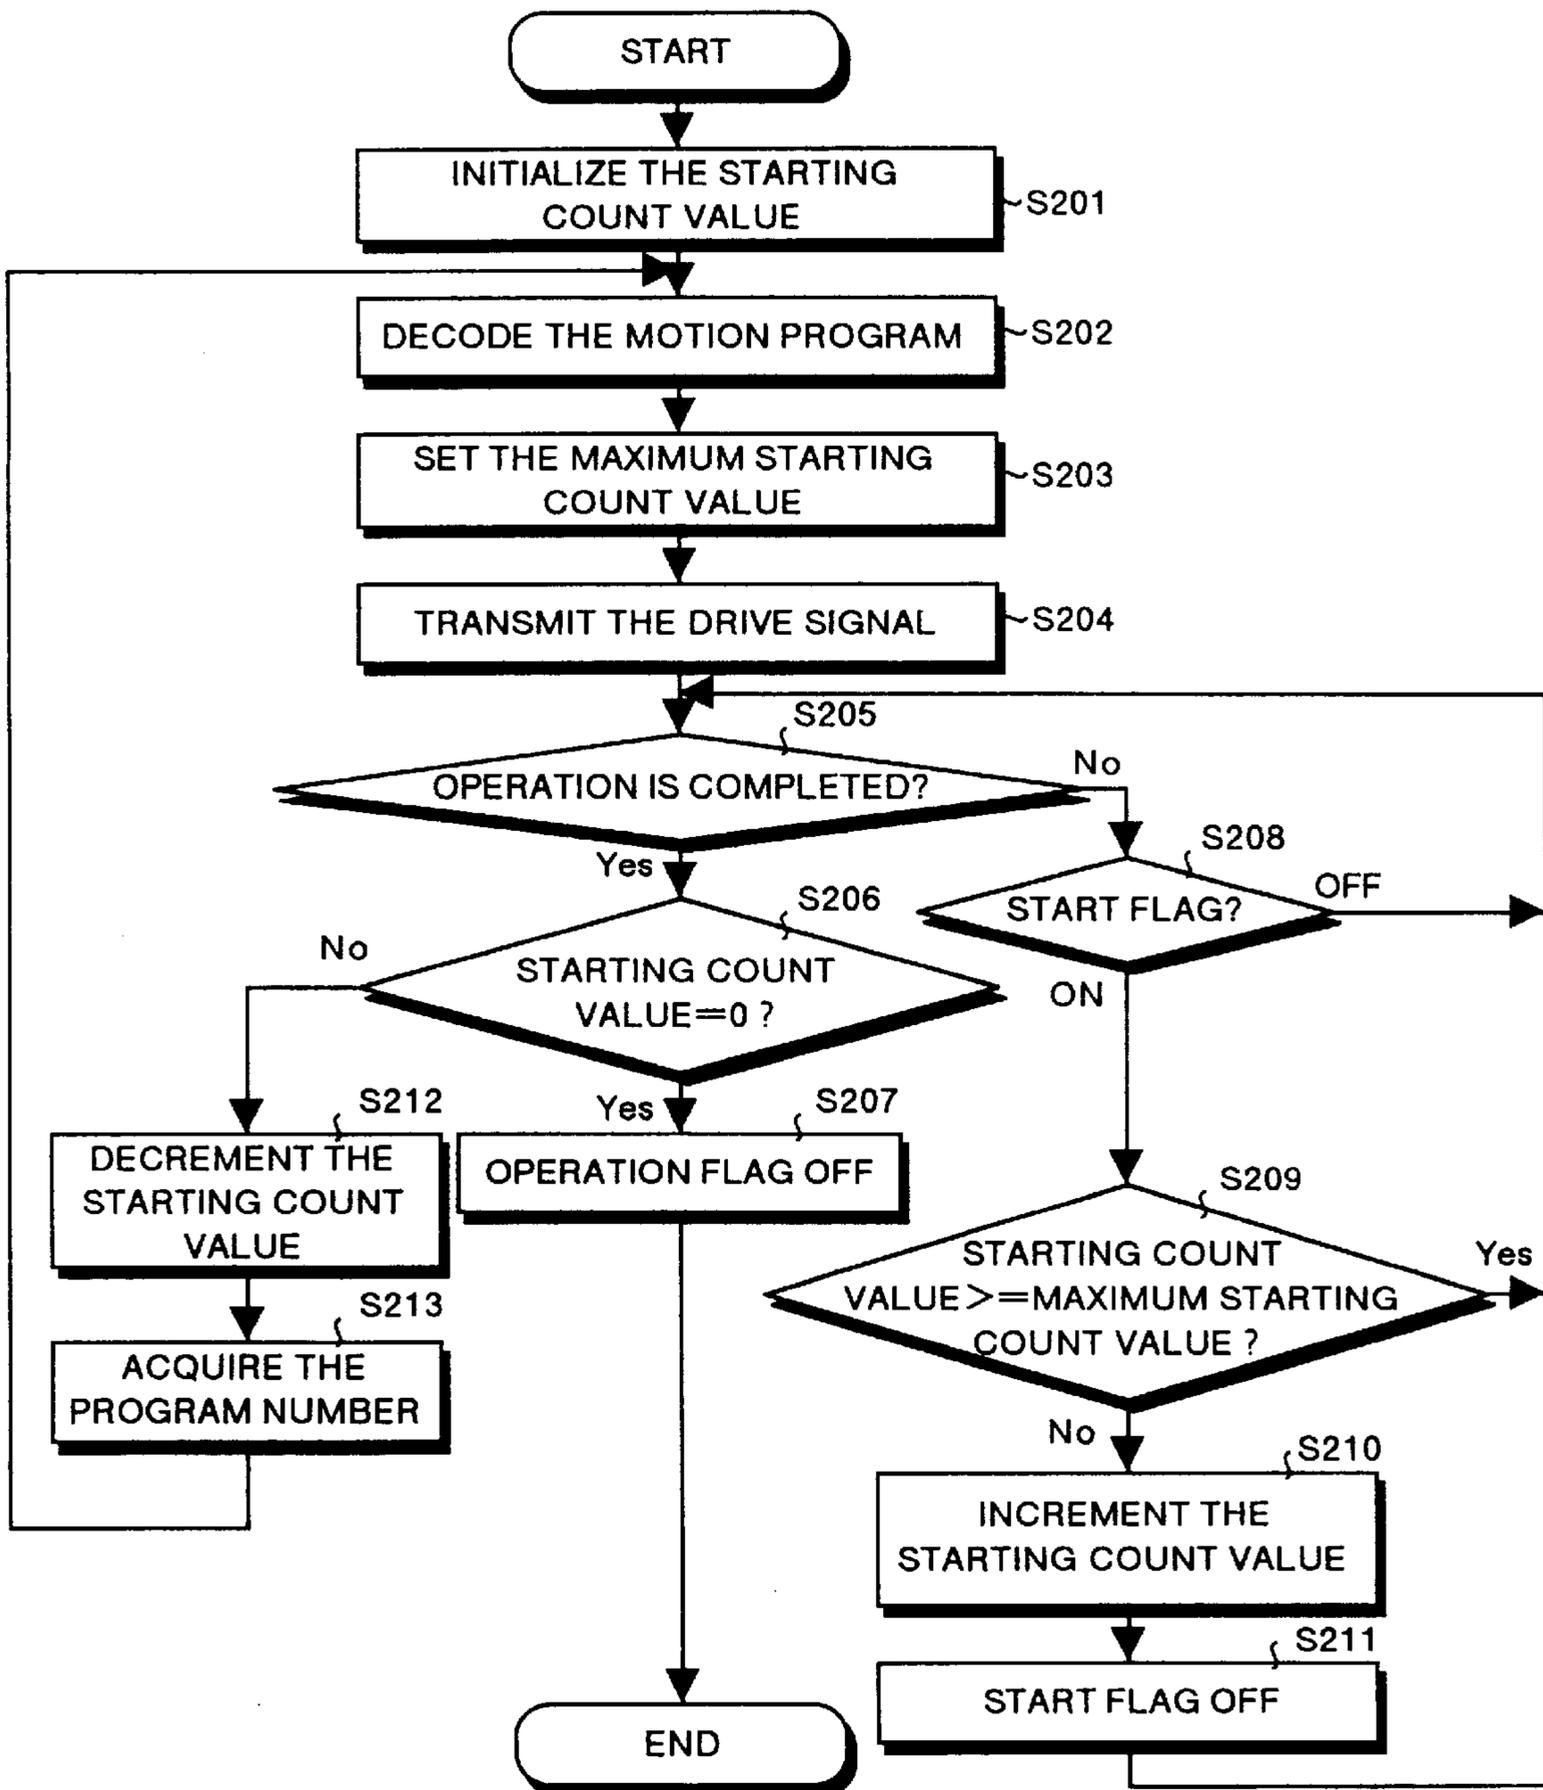 START
INITIALIZE THE STARTING
COUNT VALUE
S201
DECODE THE MOTION PROGRAM
S202
SET THE MAXIMUM STARTING
COUNT VALUE
S203
TRANSMIT THE DRIVE SIGNAL
S204
S205
OPERATION IS COMPLETED?
No
Yes
S208
START FLAG?
OFF
ON
S206
STARTING COUNT
VALUE=0 ?
No
Yes
S212
DECREMENT THE
STARTING COUNT
VALUE
S207
OPERATION FLAG OFF
S209
STARTING COUNT
VALUE>=MAXIMUM STARTING
COUNT VALUE ?
Yes
No
S213
ACQUIRE THE
PROGRAM NUMBER
S210
INCREMENT THE
STARTING COUNT VALUE
S211
START FLAG OFF
END